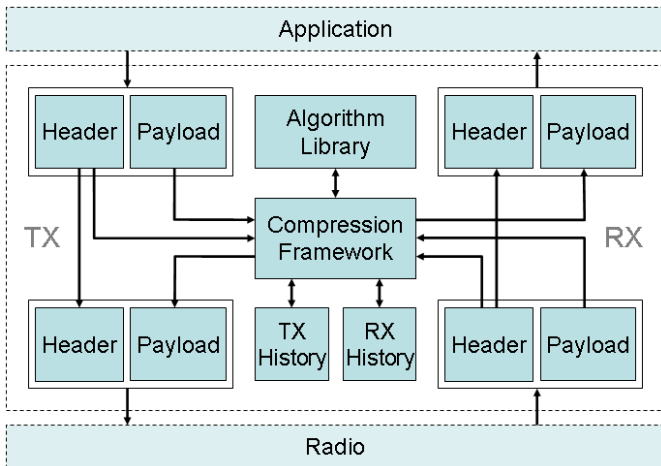 Application
Header
Payload
Algorithm
Library
Header
Payload
TX
Compression
Framework
RX
Header
Payload
TX
History
RX
History
Header
Payload
Radio